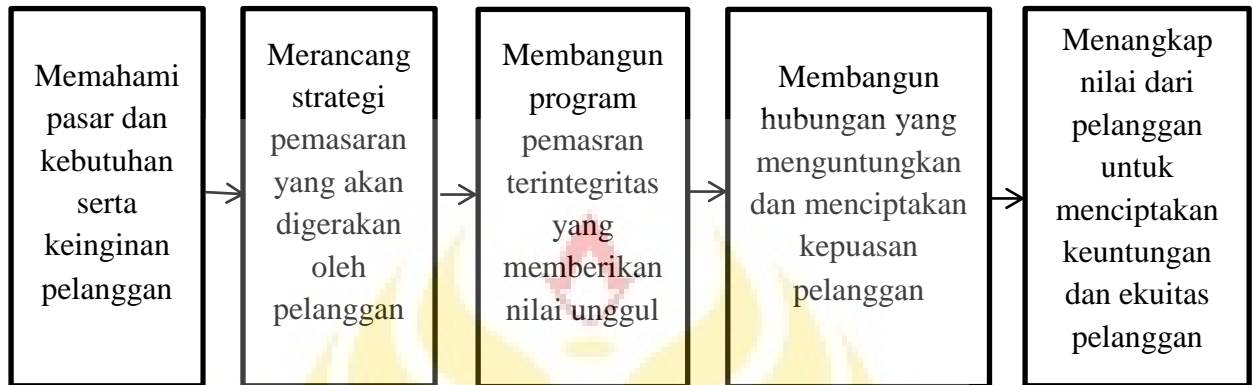 Memahami
pasar dan
kebutuhan
serta
keinginan
pelanggan
Merancang
strategi
pemasaran
yang akan
digerakan
oleh
pelanggan
Membangun
program
pemasran
terintegritas
yang
memberikan
nilai unggul
Membangun
hubungan yang
menguntungkan
dan menciptakan
kepuasan
pelanggan
Menangkap
nilai dari
pelanggan
untuk
menciptakan
keuntungan
dan ekuitas
pelanggan